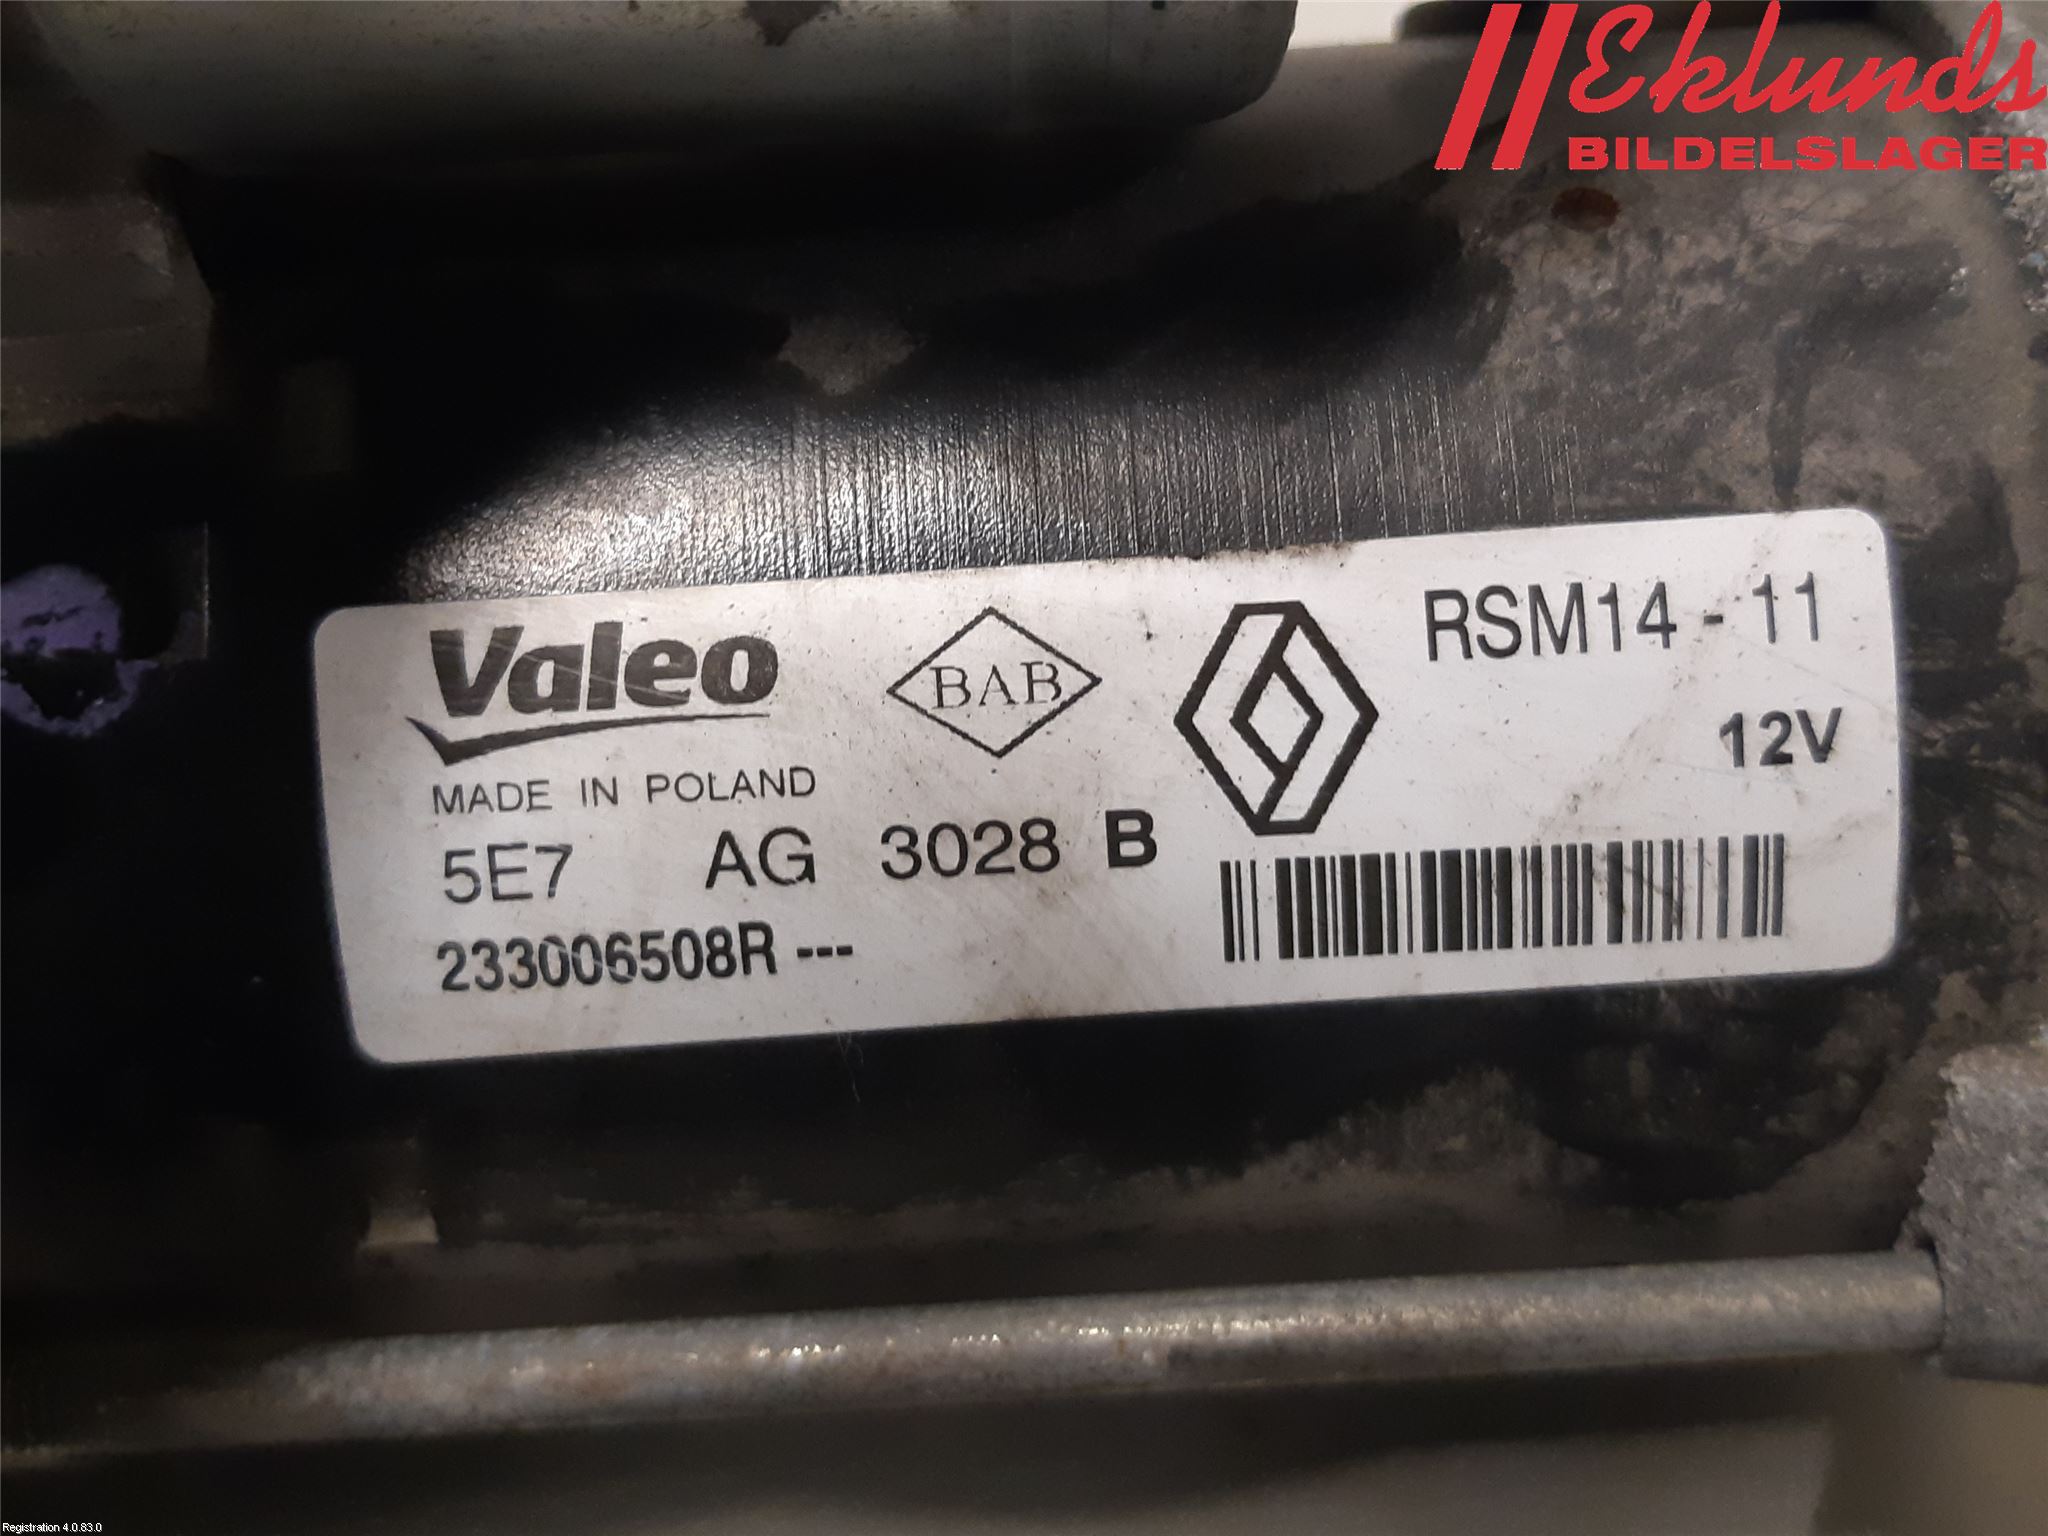 Eklunds
BILDELSLAGER
Valeo
BAB
RSM14 - 11
12V
MADE IN POLAND
5E7 AG 3028 B
233006508R ---
Registration 4.0.83.0